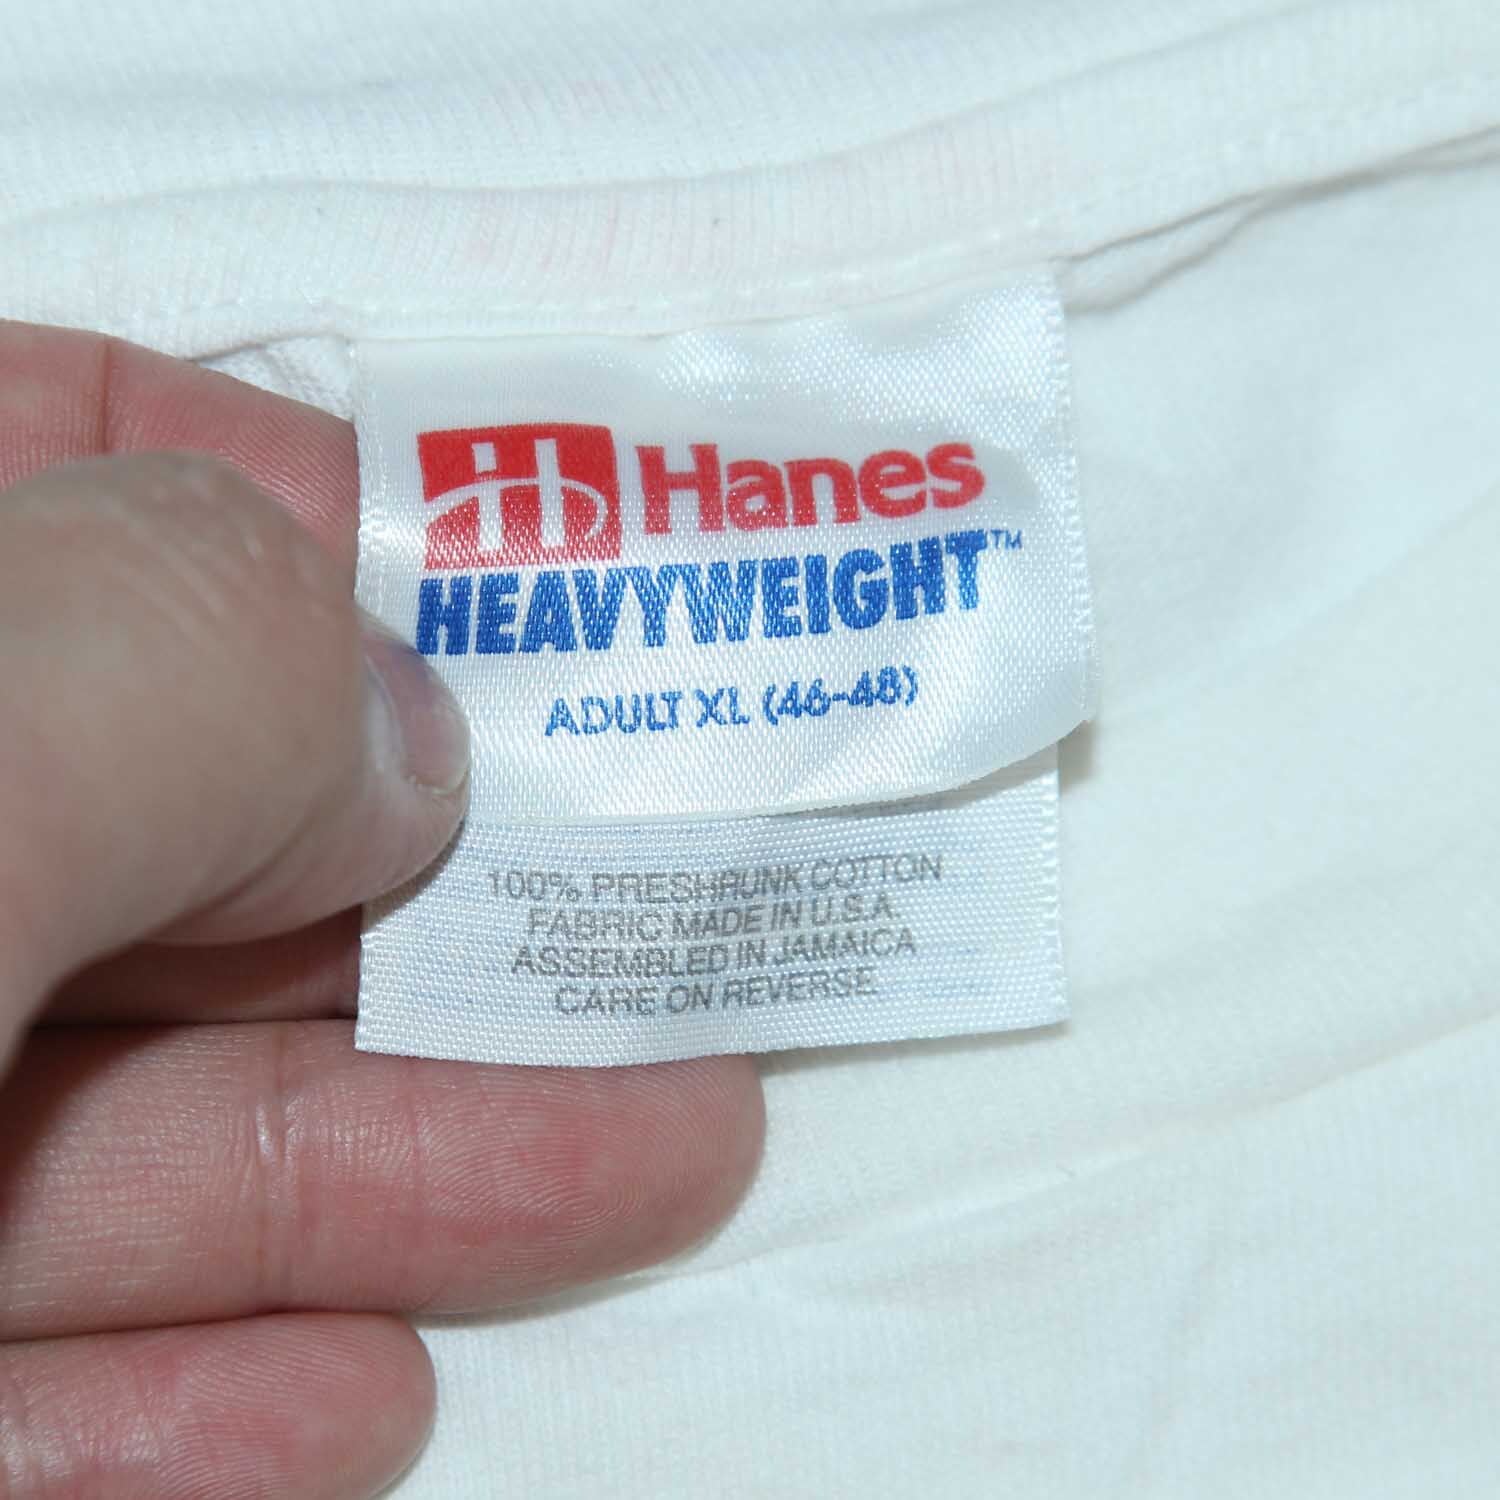 Hanes
HEAVYWEIGHT™
ADULT XL (46-48)
100% PRESHRUNK COTTON
FABRIC MADE IN U.S.A.
ASSEMBLED IN JAMAICA
CARE ON REVERSE